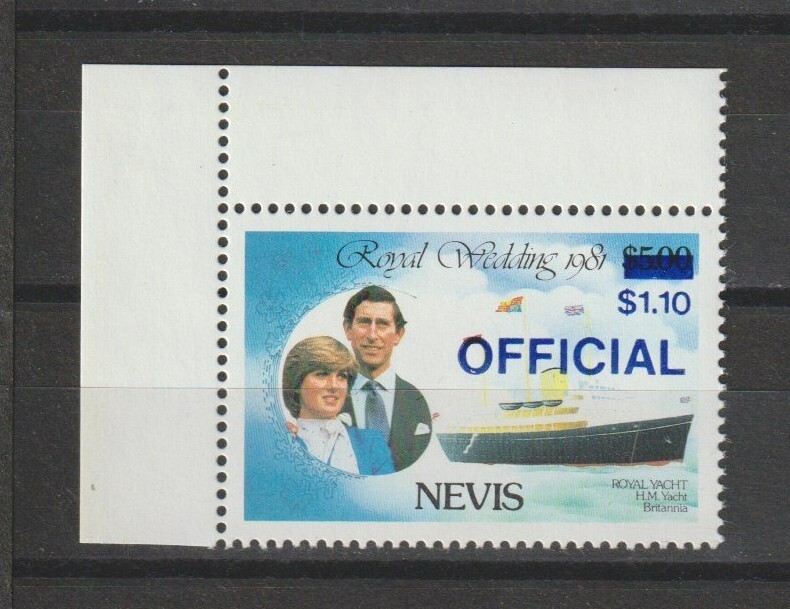 Royal Wedding 1981 $5.00
$1.10
OFFICIAL
NEVIS
ROYAL YACHT
H.M. Yacht
Britannia